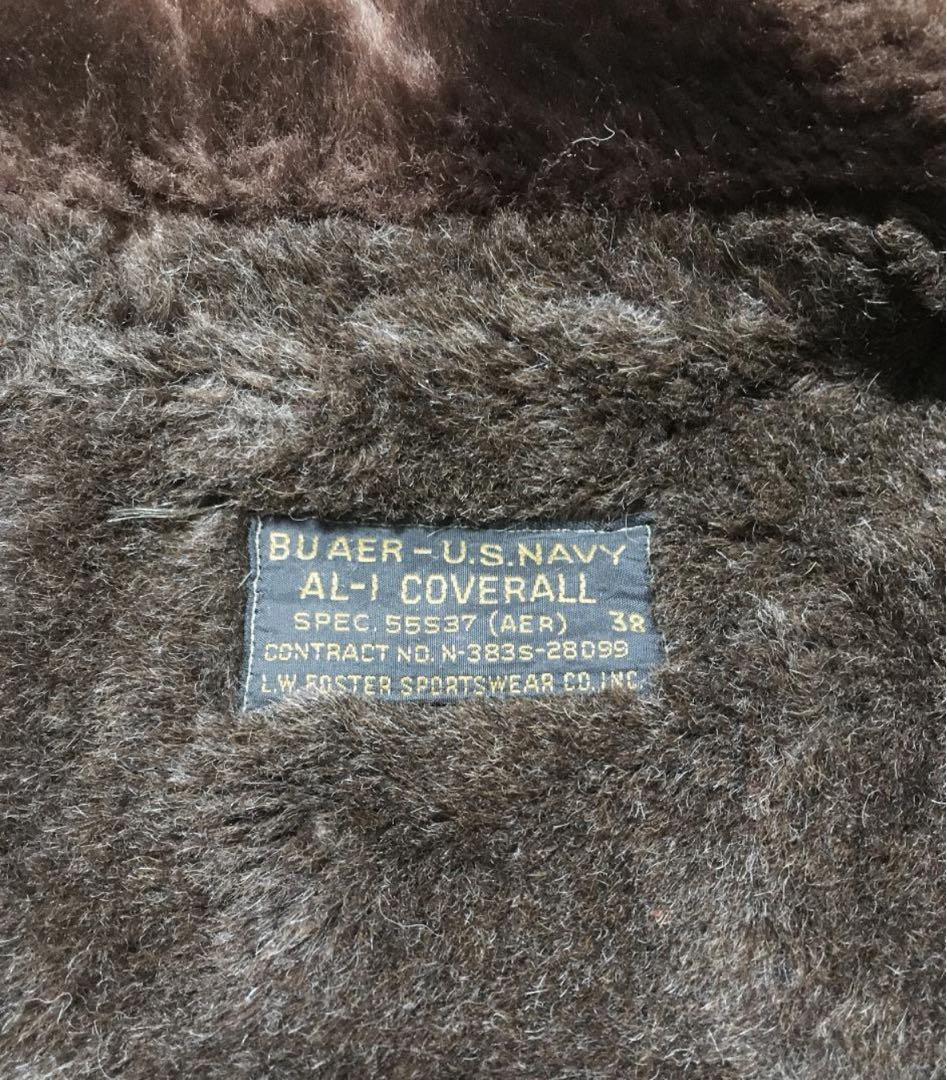 BU AER - U.S. NAVY
AL-1 COVERALL
SPEC. 55S37 (AER) 38
CONTRACT NO. N-383s-28099
L.W. FOSTER SPORTSWEAR CO. INC.